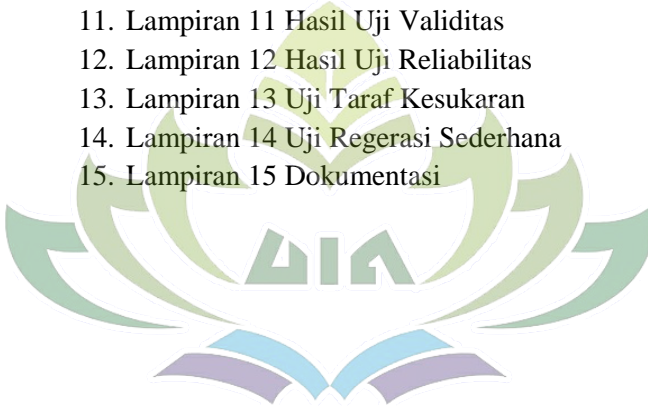 11. Lampiran 11 Hasil Uji Validitas
12. Lampiran 12 Hasil Uji Reliabilitas
13. Lampiran 13 Uji Taraf Kesukaran
14. Lampiran 14 Uji Regerasi Sederhana
15. Lampiran 15 Dokumentasi
UIN